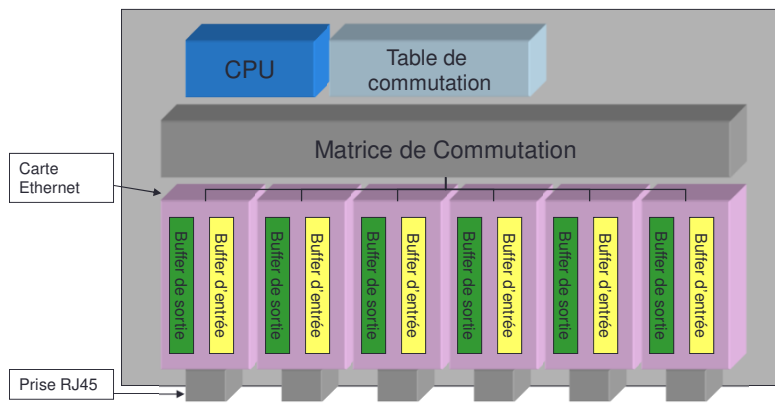 CPU
Table de
commutation
Matrice de Commutation
Carte
Ethernet
Buffer de sortie
Buffer d'entrée
Buffer de sortie
Buffer d'entrée
Buffer de sortie
Buffer d'entrée
Buffer de sortie
Buffer d'entrée
Buffer de sortie
Buffer d'entrée
Buffer de sortie
Buffer d'entrée
Prise RJ45